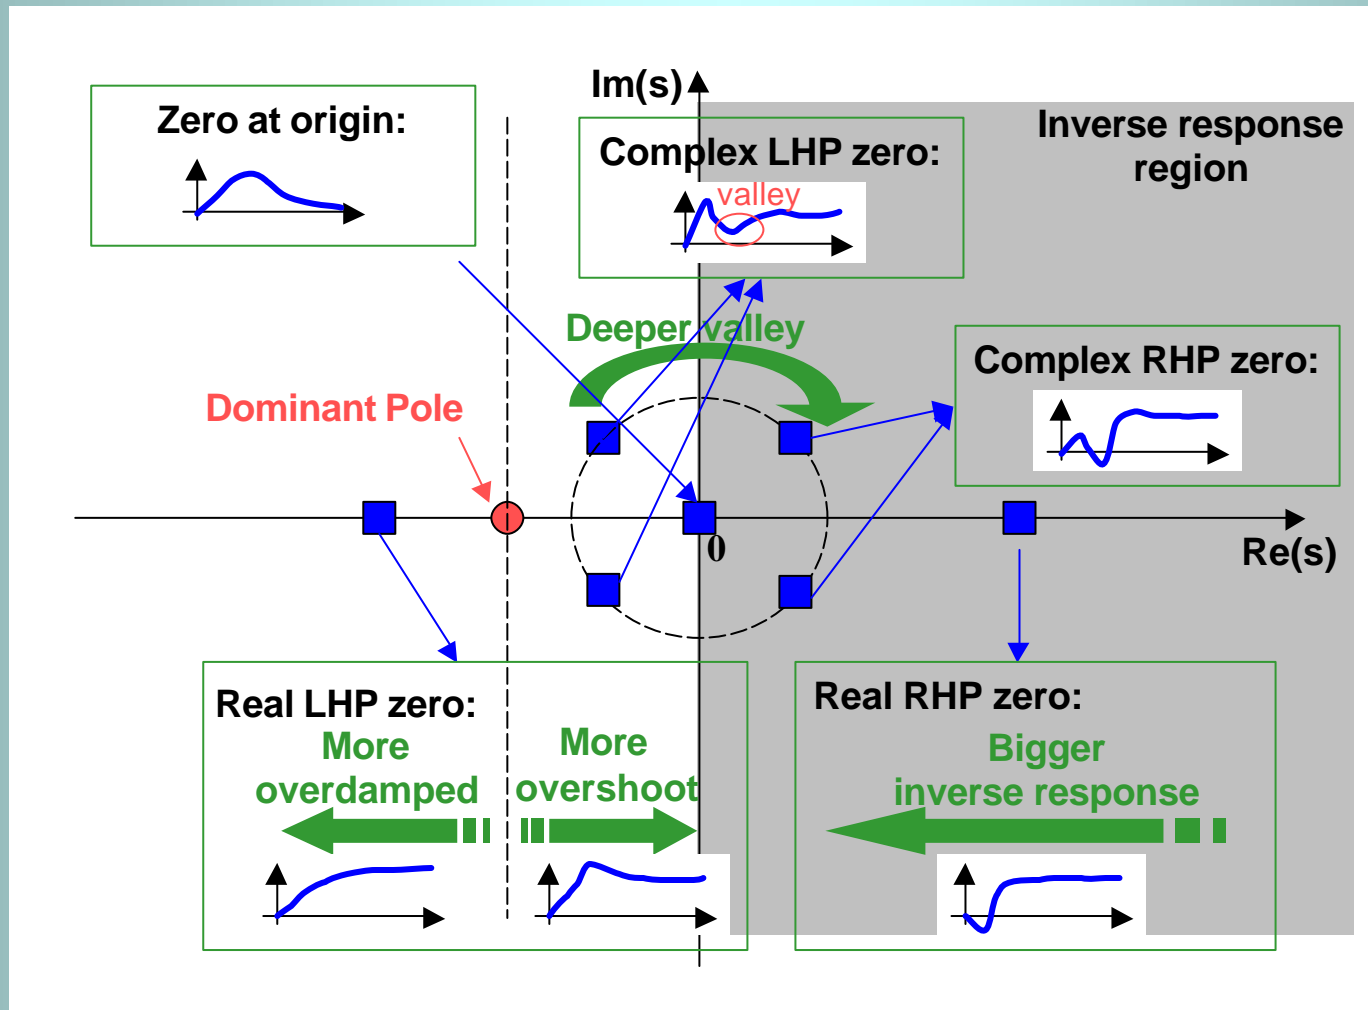 Im(s)
Zero at origin:
Complex LHP zero:
valley
Inverse response
region
Deeper valley
Complex RHP zero:
Dominant Pole
0
Re(s)
Real LHP zero:
More
overdamped
More
overshoot
Real RHP zero:
Bigger
inverse response